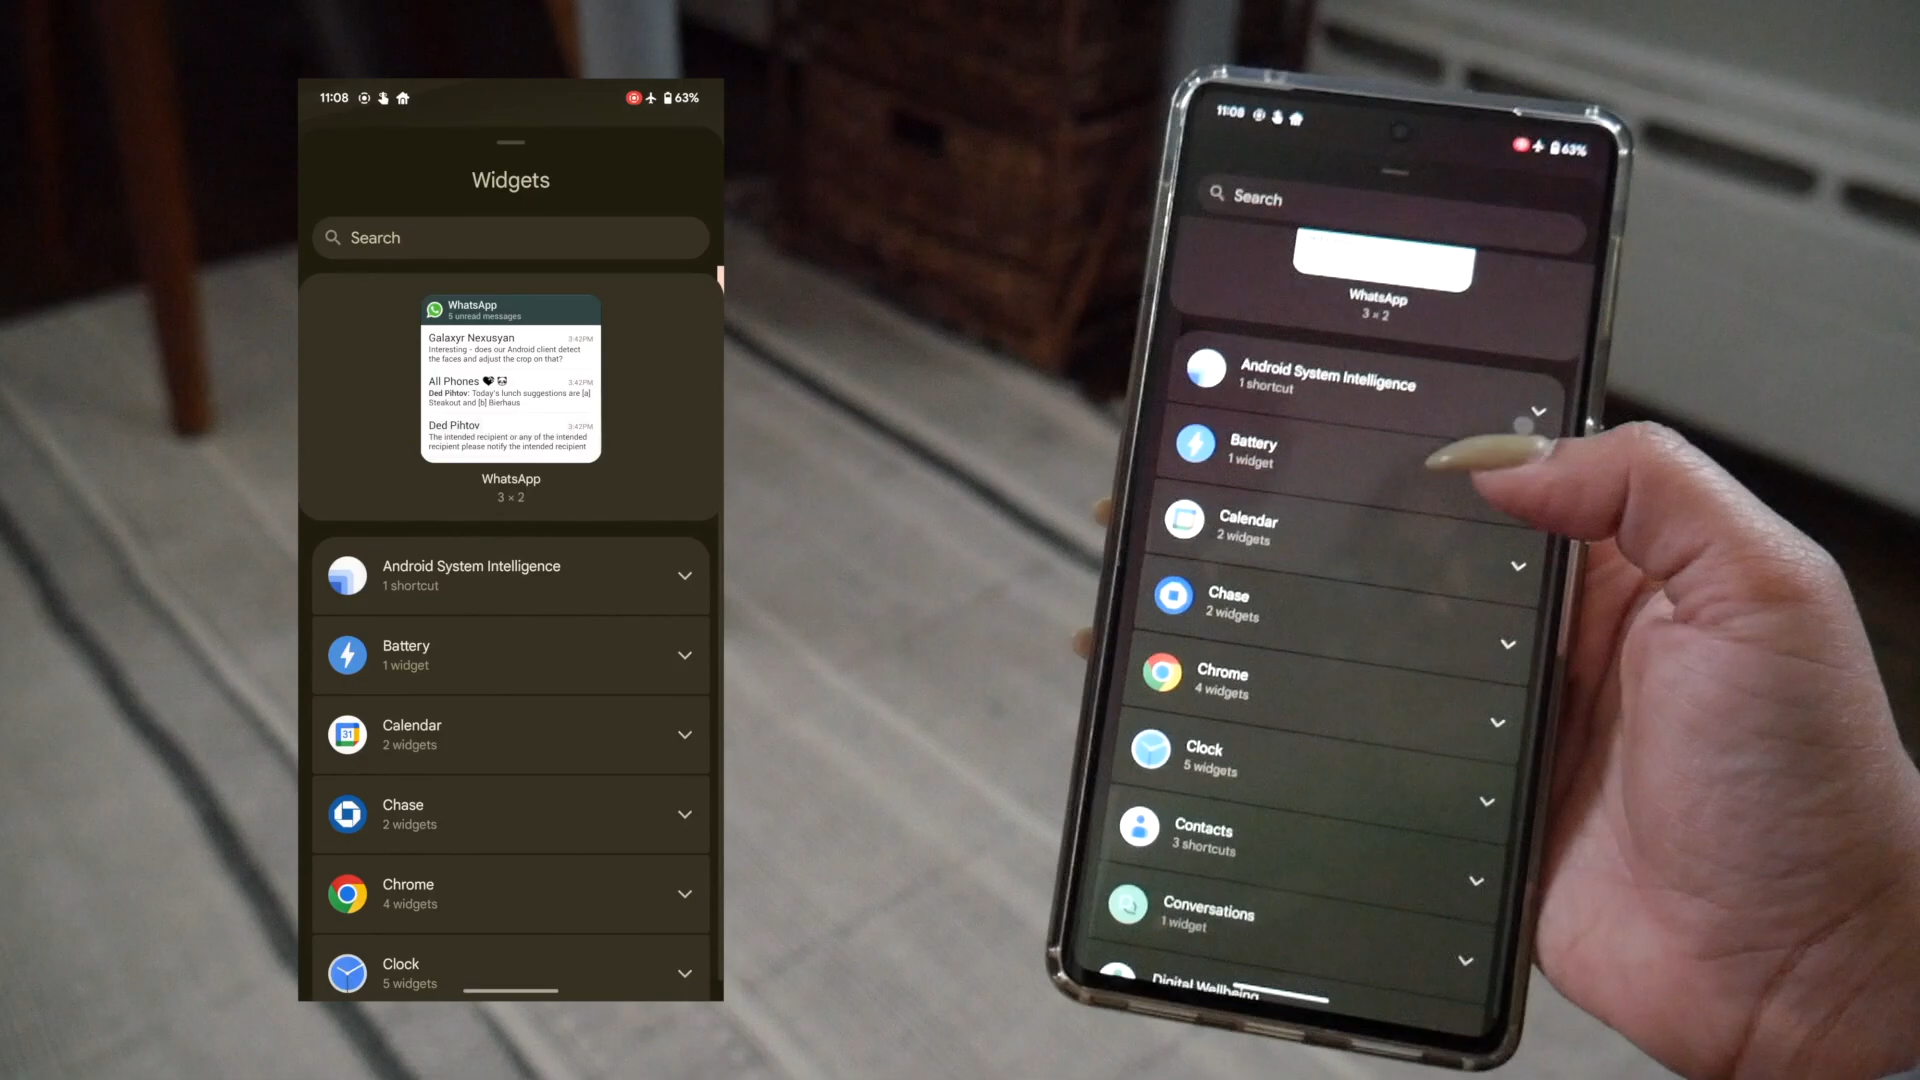 11:08
63%
Widgets
Search
WhatsApp
5 unread messages
Galaxyr Nexusyan 3:42PM
Interesting - does our Android client detect
the faces and adjust the crop on that?
All Phones 3:42PM
Ded Pihtov: Today's lunch suggestions are [a]
Steakout and [b] Bierhaus
Ded Pihtov 3:42PM
The intended recipient or any of the intended
recipient please notify the intended recipient
WhatsApp
3 × 2
Android System Intelligence
1 shortcut
Battery
1 widget
31
Calendar
2 widgets
Chase
2 widgets
Chrome
4 widgets
Clock
5 widgets
11:08
63%
Search
WhatsApp
3 × 2
Android System Intelligence
1 shortcut
Battery
1 widget
Calendar
2 widgets
Chase
2 widgets
Chrome
4 widgets
Clock
5 widgets
Contacts
3 shortcuts
Conversations
1 widget
Digital Wellbeing